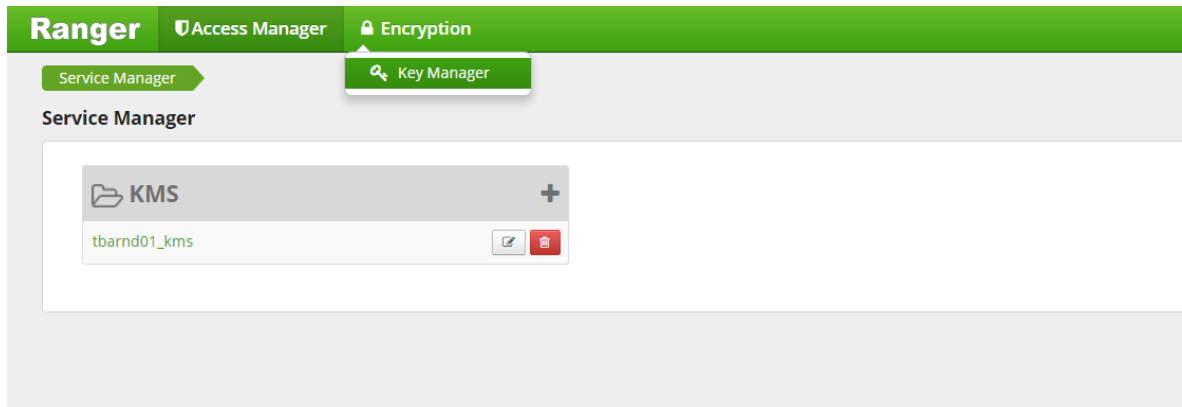 Ranger Access Manager Encryption
Key Manager
Service Manager
Service Manager
KMS
tbarnd01_kms